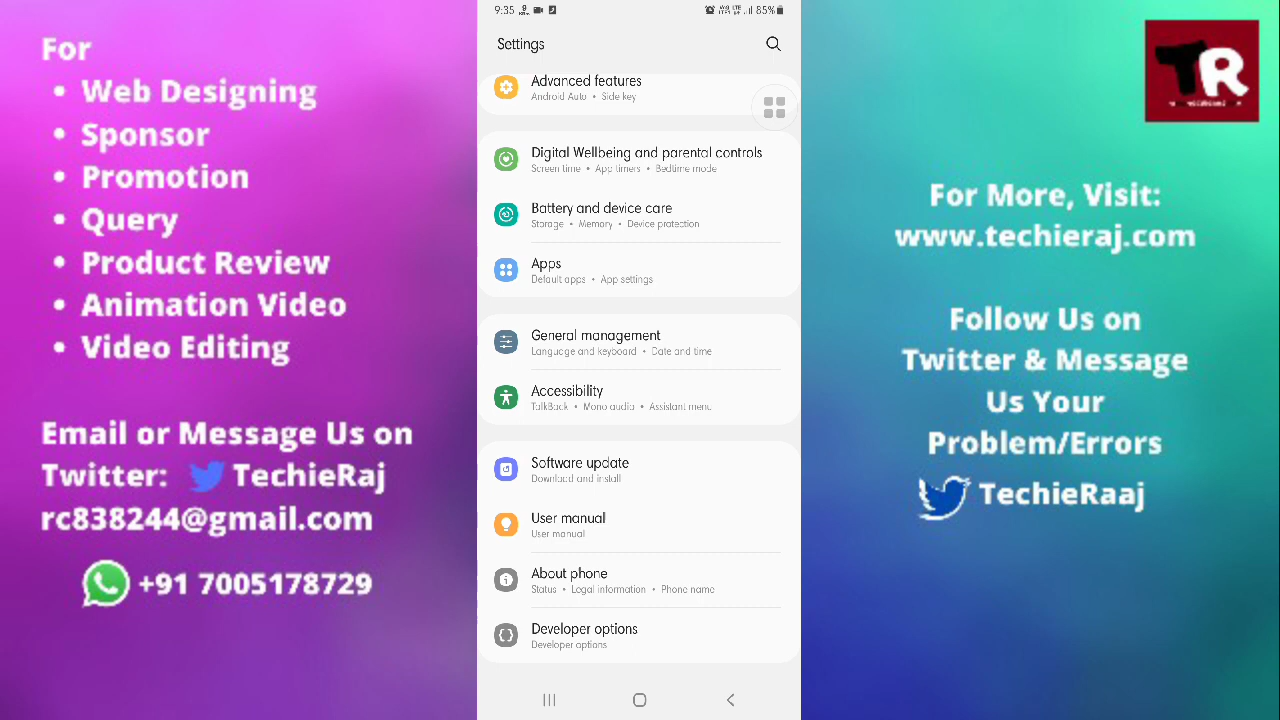 For
• Web Designing
• Sponsor
• Promotion
• Query
• Product Review
• Animation Video
• Video Editing
Email or Message Us on
Twitter: TechieRaj
rc838244@gmail.com
+91 7005178729
9:35
85%
Settings
Advanced features
Android Auto • Side key
Digital Wellbeing and parental controls
Screen time • App timers • Bedtime mode
Battery and device care
Storage • Memory • Device protection
Apps
Default apps • App settings
General management
Language and keyboard • Date and time
Accessibility
TalkBack • Mono audio • Assistant menu
Software update
Download and install
User manual
User manual
About phone
Status • Legal information • Phone name
Developer options
Developer options
TR
For More, Visit:
www.techieraj.com
Follow Us on
Twitter & Message
Us Your
Problem/Errors
TechieRaaj